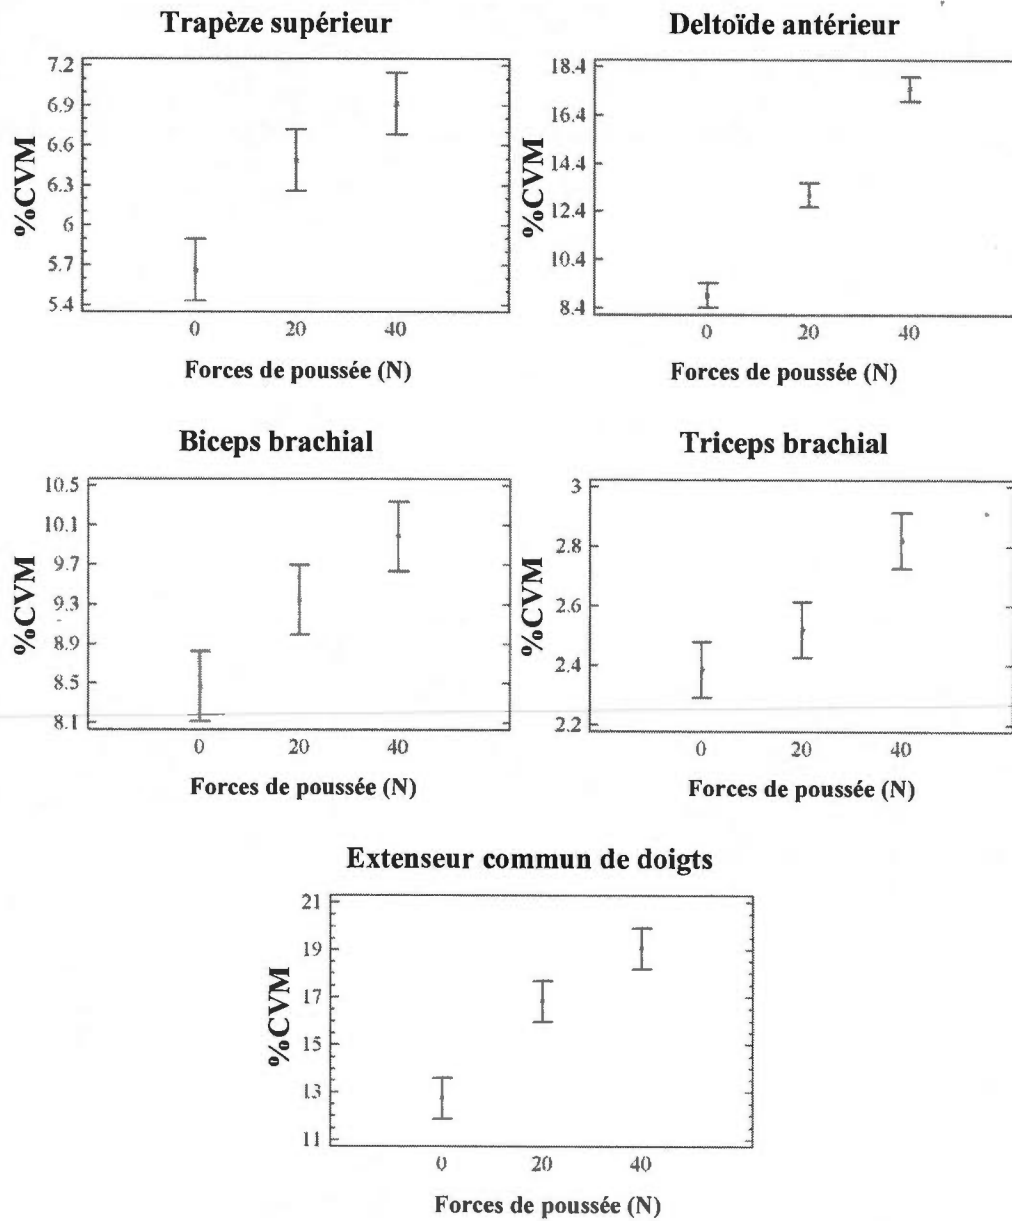 Trapèze supérieur
7.2
6.9
6.6
6.3
6
5.7
5.4
%CVM
0 20 40
Forces de poussée (N)
Deltoïde antérieur
18.4
16.4
14.4
12.4
10.4
8.4
%CVM
0 20 40
Forces de poussée (N)
Biceps brachial
10.5
10.1
9.7
9.3
8.9
8.5
8.1
%CVM
0 20 40
Forces de poussée (N)
Triceps brachial
3
2.8
2.6
2.4
2.2
%CVM
0 20 40
Forces de poussée (N)
Extenseur commun de doigts
21
19
17
15
13
11
%CVM
0 20 40
Forces de poussée (N)